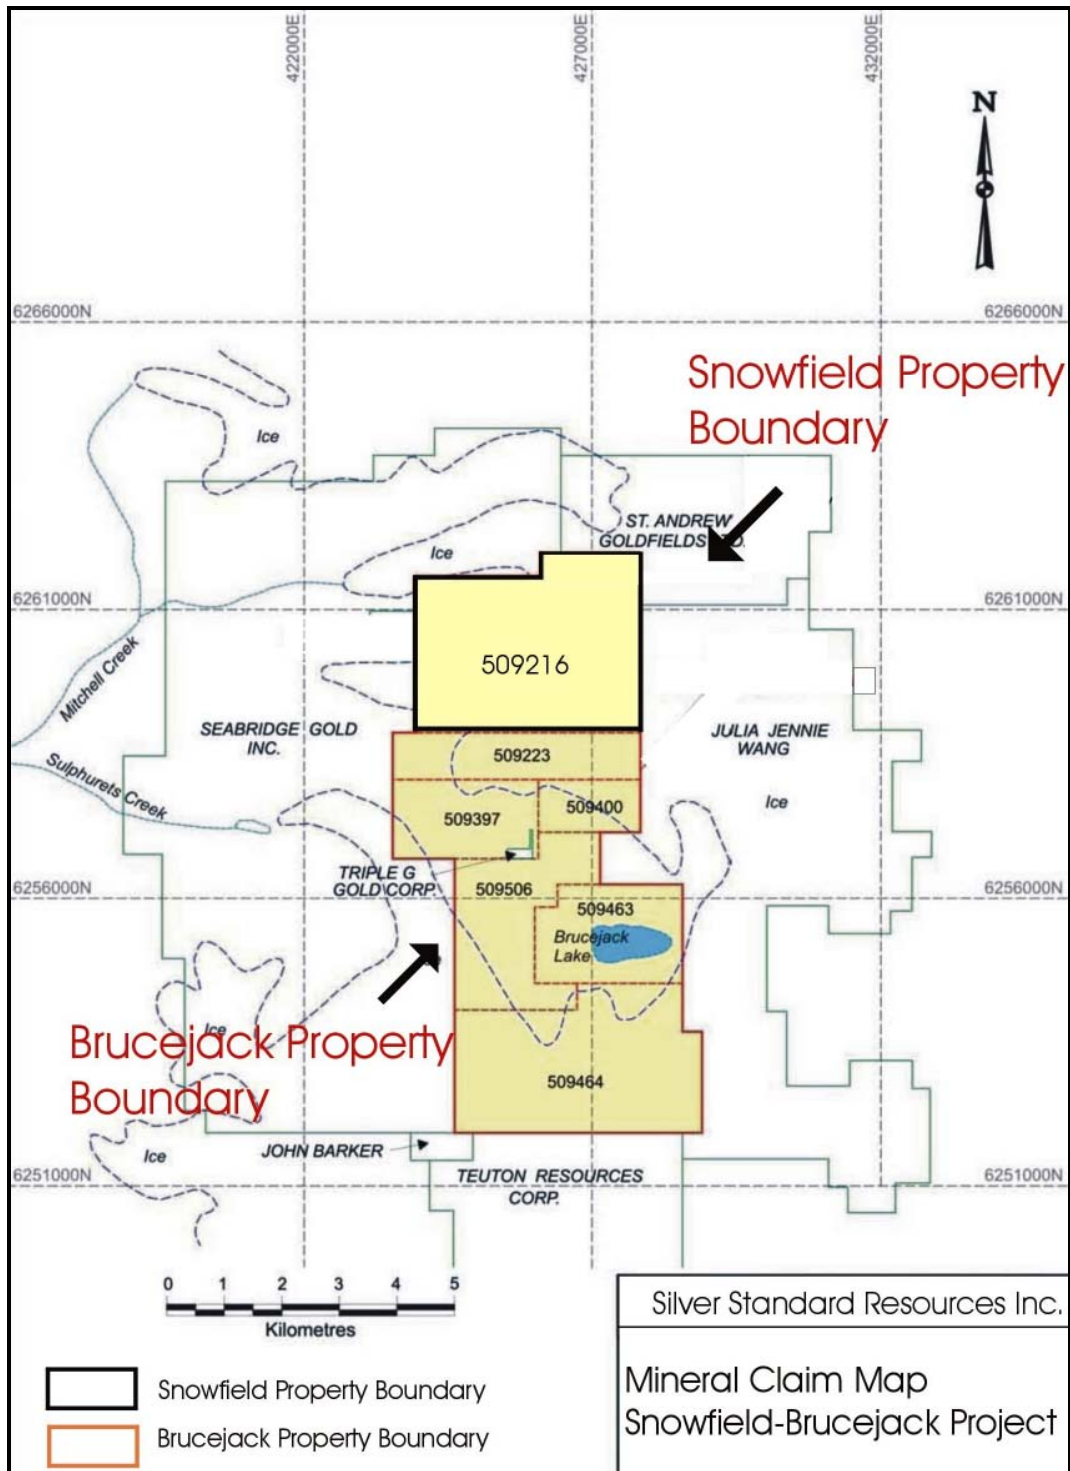 422000E
427000E
432000E
N
6266000N
6266000N
Snowfield Property
Boundary
Ice
ST. ANDREW
GOLDFIELDS LTD.
Ice
6261000N
6261000N
509216
Mitchell Creek
SEABRIDGE GOLD
INC.
JULIA JENNIE
WANG
509223
Sulphurets Creek
Ice
509400
509397
TRIPLE G
GOLD CORP.
509506
6256000N
6256000N
509463
Brucejack
Lake
Ice
Brucejack Property
Boundary
509464
JOHN BARKER
Ice
6251000N
6251000N
TEUTON RESOURCES
CORP.
0 1 2 3 4 5
Kilometres
Silver Standard Resources Inc.
Snowfield Property Boundary
Mineral Claim Map
Snowfield-Brucejack Project
Brucejack Property Boundary